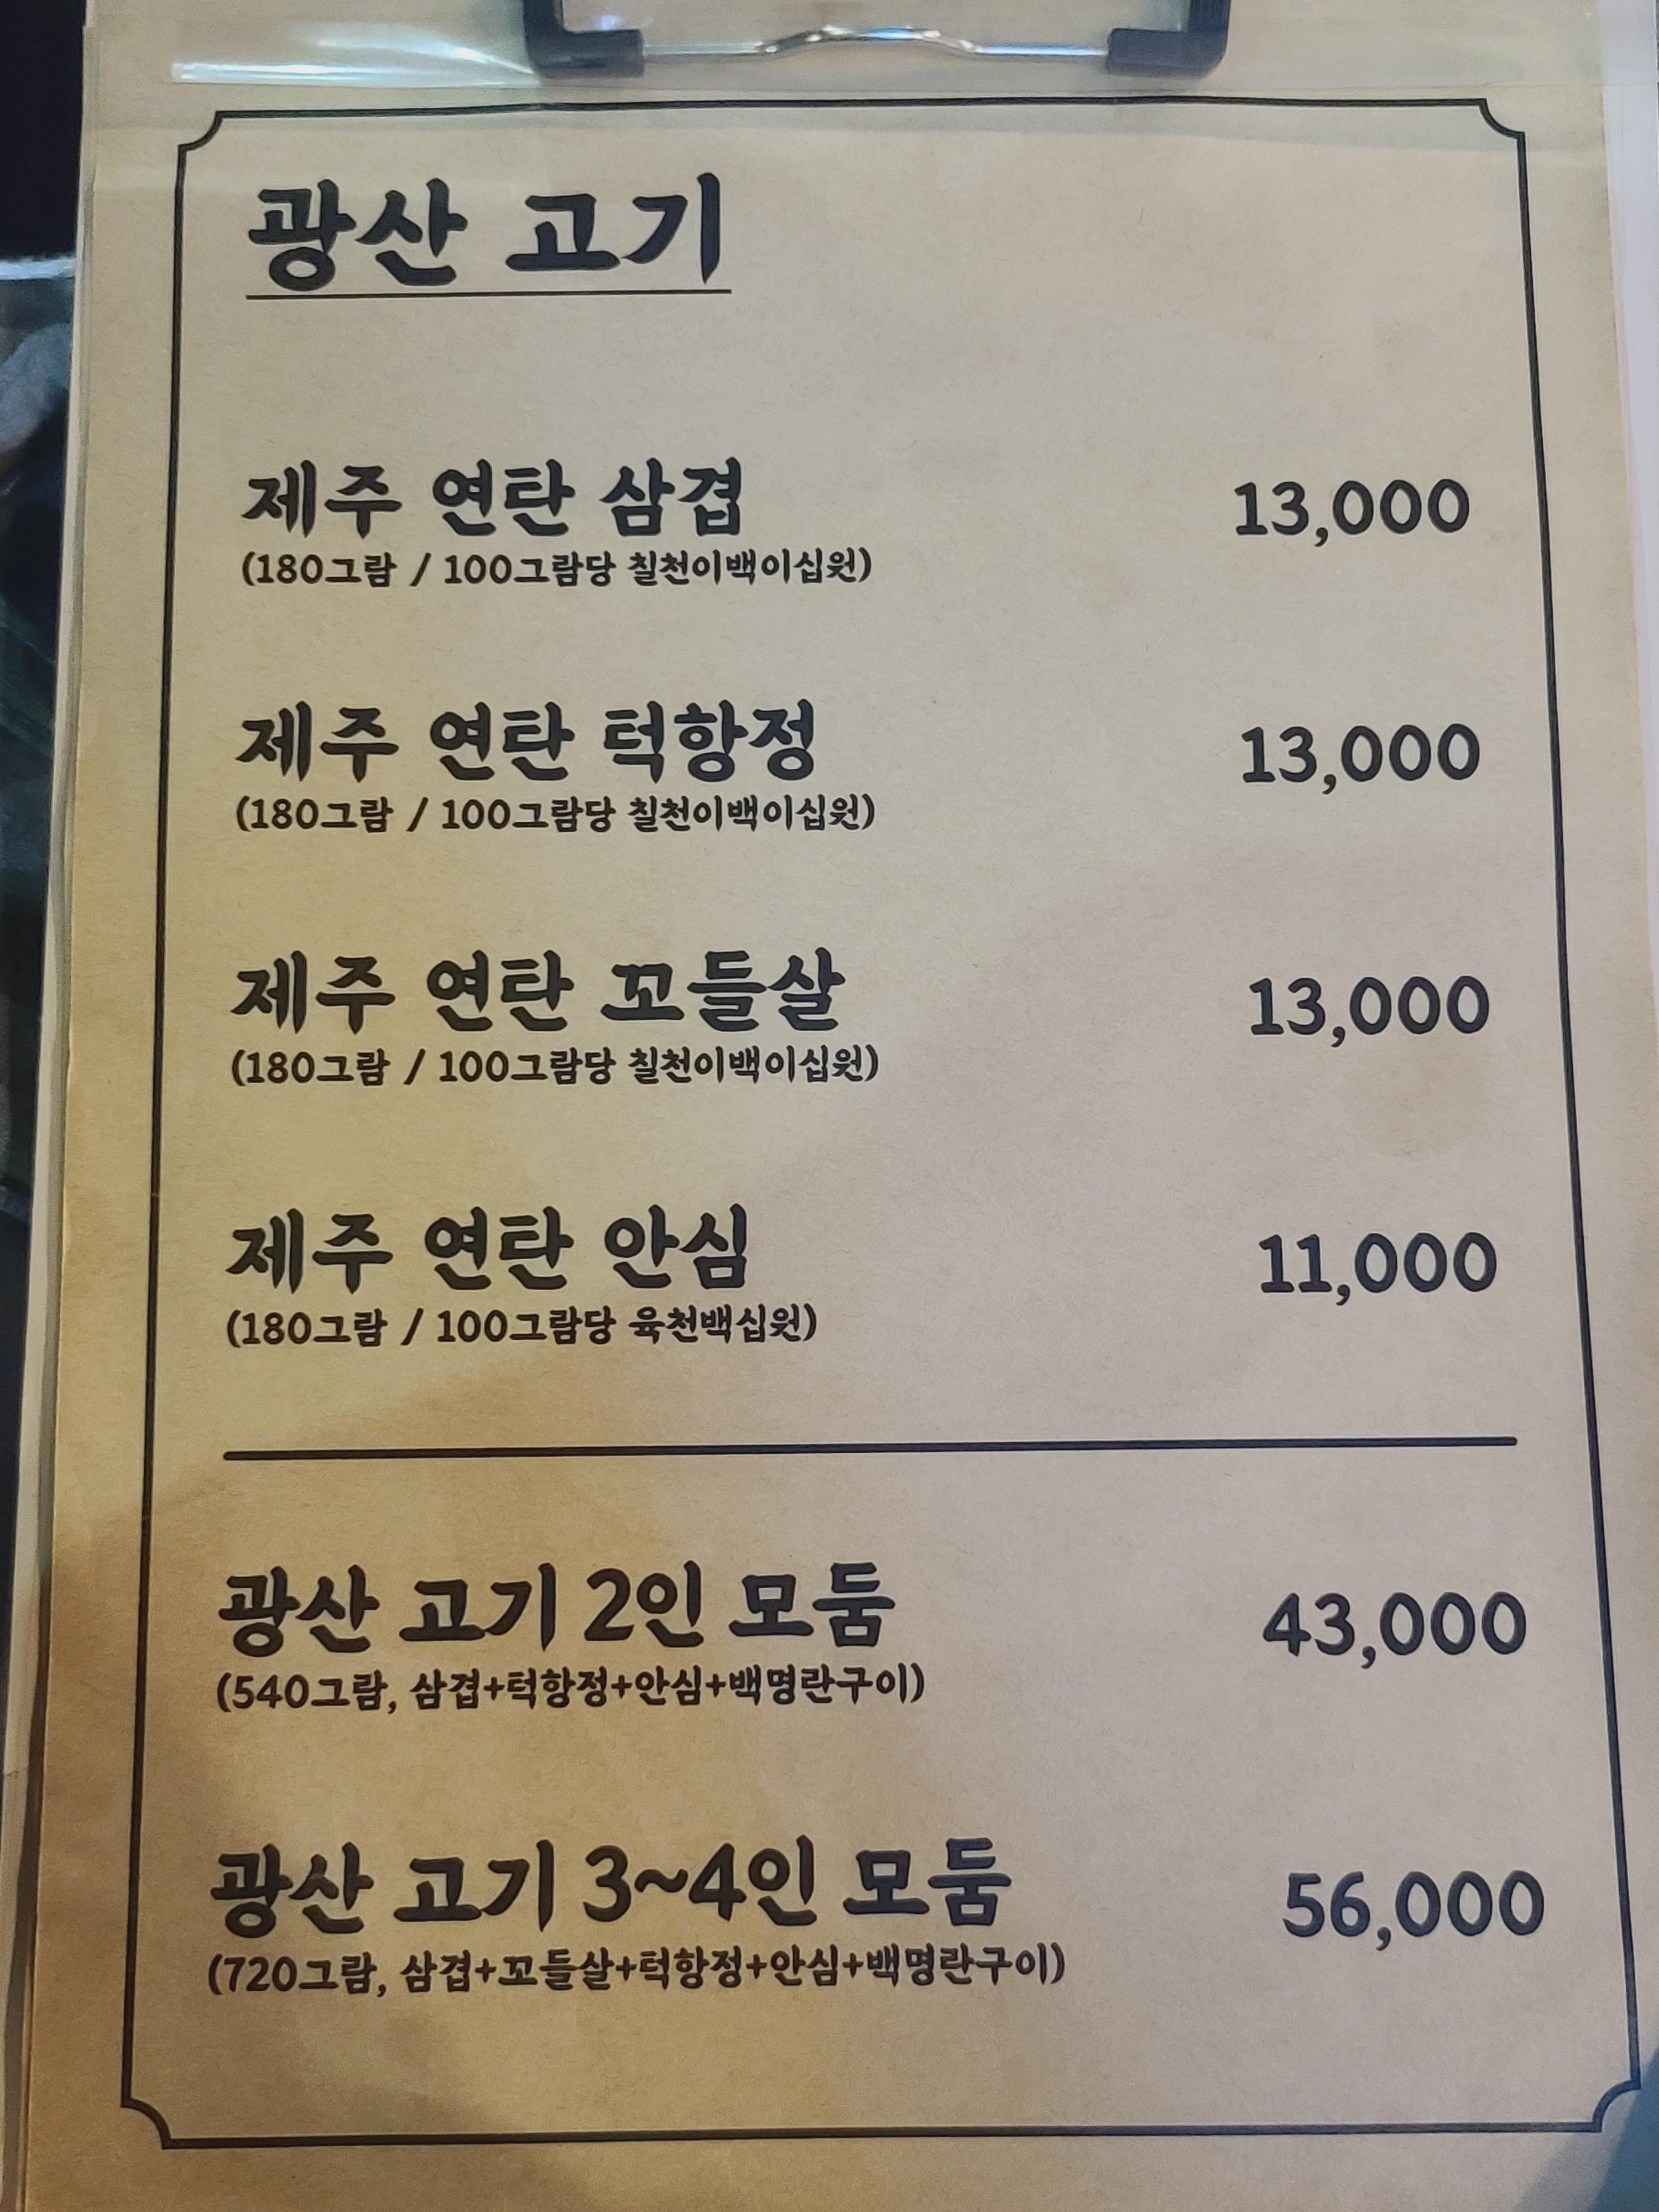 광산 고기
제주 연탄 삼겹 13,000
(180그람 / 100그람당 칠천이백이십원)
제주 연탄 턱항정 13,000
(180그람 / 100그람당 칠천이백이십원)
제주 연탄 꼬들살 13,000
(180그람 / 100그람당 칠천이백이십원)
제주 연탄 안심 11,000
(180그람 / 100그람당 육천백십원)
광산 고기 2인 모둠 43,000
(540그람, 삼겹+턱항정+안심+백명란구이)
광산 고기 3~4인 모둠 56,000
(720그람, 삼겹+꼬들살+턱항정+안심+백명란구이)